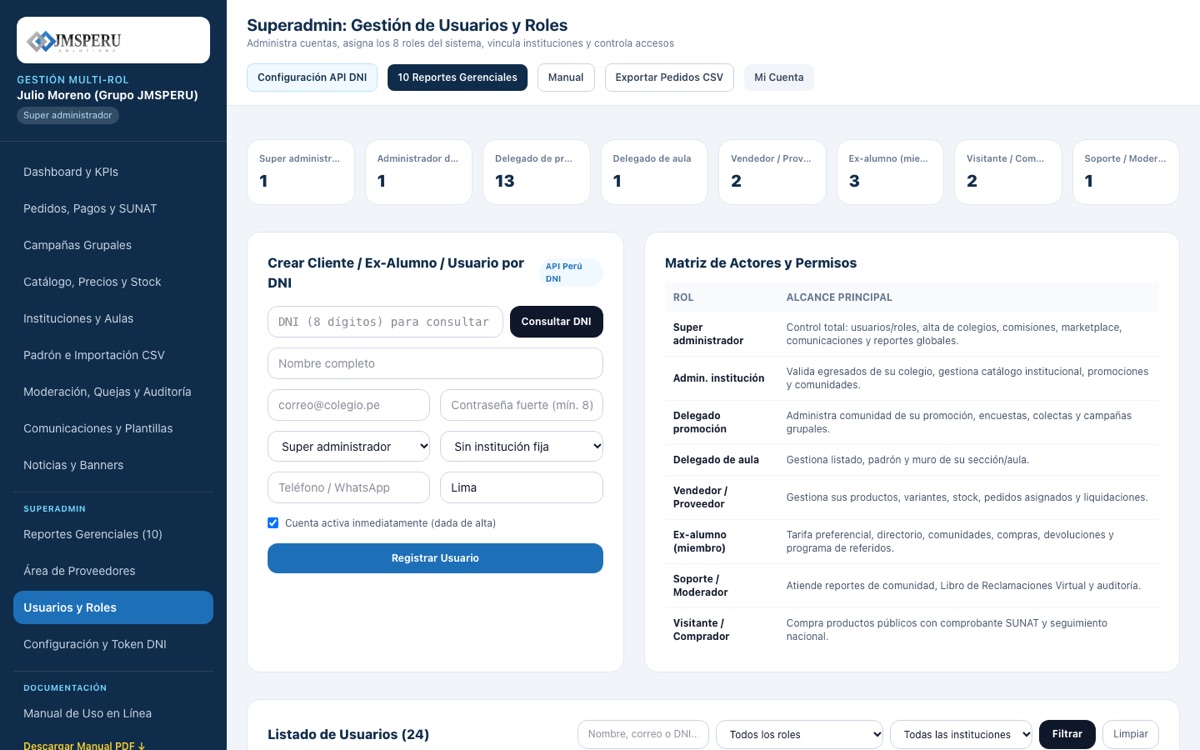 JMSPERU
SOLUTIONS
GESTIÓN MULTI-ROL
Julio Moreno (Grupo JMSPERU)
Super administrador
Dashboard y KPIs
Pedidos, Pagos y SUNAT
Campañas Grupales
Catálogo, Precios y Stock
Instituciones y Aulas
Padrón e Importación CSV
Moderación, Quejas y Auditoría
Comunicaciones y Plantillas
Noticias y Banners
SUPERADMIN
Reportes Gerenciales (10)
Área de Proveedores
Usuarios y Roles
Configuración y Token DNI
DOCUMENTACIÓN
Manual de Uso en Línea
Descargar Manual PDF ↓
Superadmin: Gestión de Usuarios y Roles
Administra cuentas, asigna los 8 roles del sistema, vincula instituciones y controla accesos
Configuración API DNI
10 Reportes Gerenciales
Manual
Exportar Pedidos CSV
Mi Cuenta
Super administr...
1
Administrador d...
1
Delegado de pr...
13
Delegado de aula
1
Vendedor / Prov...
2
Ex-alumno (mie...
3
Visitante / Com...
2
Soporte / Moder...
1
Crear Cliente / Ex-Alumno / Usuario por
DNI
API Perú
DNI
DNI (8 dígitos) para consultar
Consultar DNI
Nombre completo
correo@colegio.pe
Contraseña fuerte (mín. 8)
Super administrador
Sin institución fija
Teléfono / WhatsApp
Lima
Cuenta activa inmediatamente (dada de alta)
Registrar Usuario
Matriz de Actores y Permisos
ROL ALCANCE PRINCIPAL
Super
administrador
Control total: usuarios/roles, alta de colegios, comisiones, marketplace,
comunicaciones y reportes globales.
Admin. institución
Valida egresados de su colegio, gestiona catálogo institucional, promociones
y comunidades.
Delegado
promoción
Administra comunidad de su promoción, encuestas, colectas y campañas
grupales.
Delegado de aula
Gestiona listado, padrón y muro de su sección/aula.
Vendedor /
Proveedor
Gestiona sus productos, variantes, stock, pedidos asignados y liquidaciones.
Ex-alumno
(miembro)
Tarifa preferencial, directorio, comunidades, compras, devoluciones y
programa de referidos.
Soporte /
Moderador
Atiende reportes de comunidad, Libro de Reclamaciones Virtual y auditoría.
Visitante /
Comprador
Compra productos públicos con comprobante SUNAT y seguimiento
nacional.
Listado de Usuarios (24)
Nombre, correo o DNI..
Todos los roles
Todas las instituciones
Filtrar
Limpiar